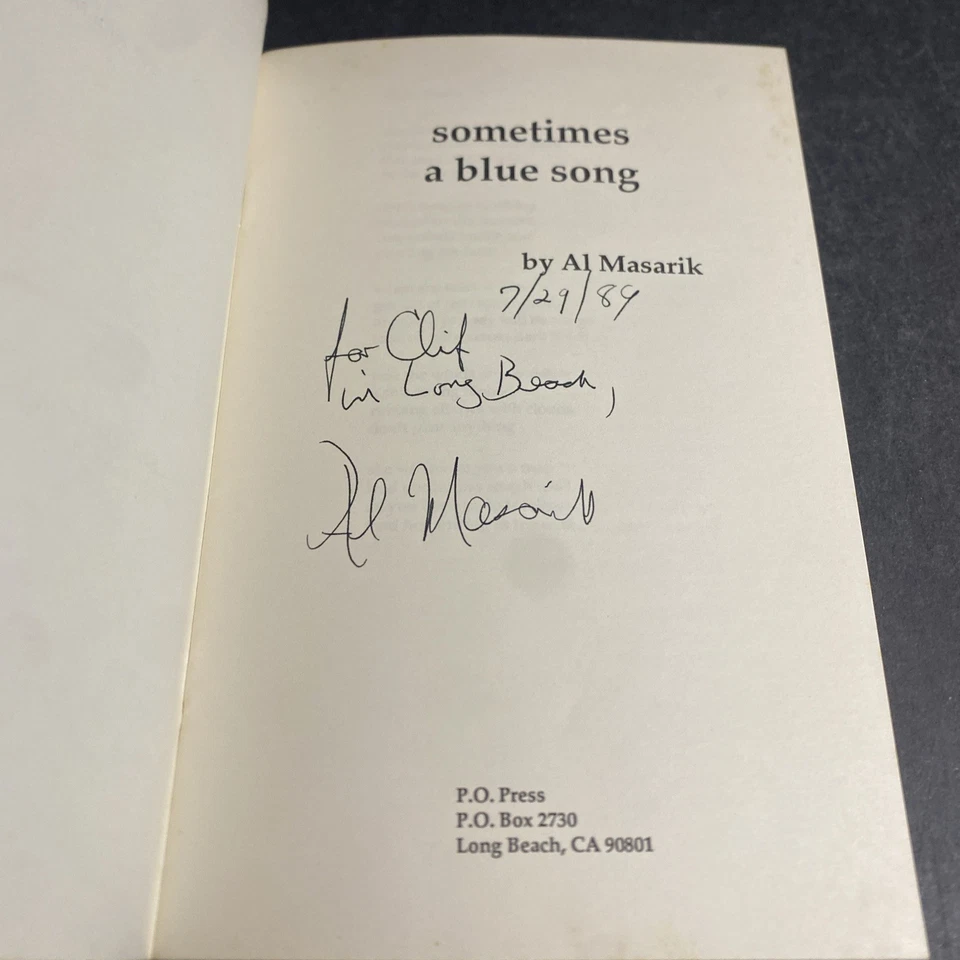 sometimes
a blue song
by Al Masarik
7/29/89
for Clif
in Long Beach,
Al Masarik
P.O. Press
P.O. Box 2730
Long Beach, CA 90801